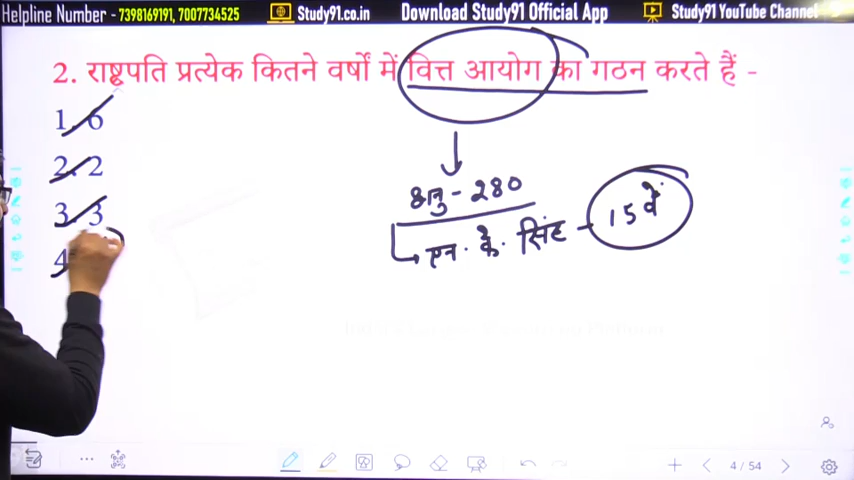 Helpline Number - 7398169191, 7007734525 Study91.co.in Download Study91 Official App Study91 YouTube Channel
2. राष्ट्रपति प्रत्येक कितने वर्षों में वित्त आयोग का गठन करते हैं -
1. 6
2. 2
3. 3
4
अनु - 280
एन. के. सिंह - 15वें
4 / 54